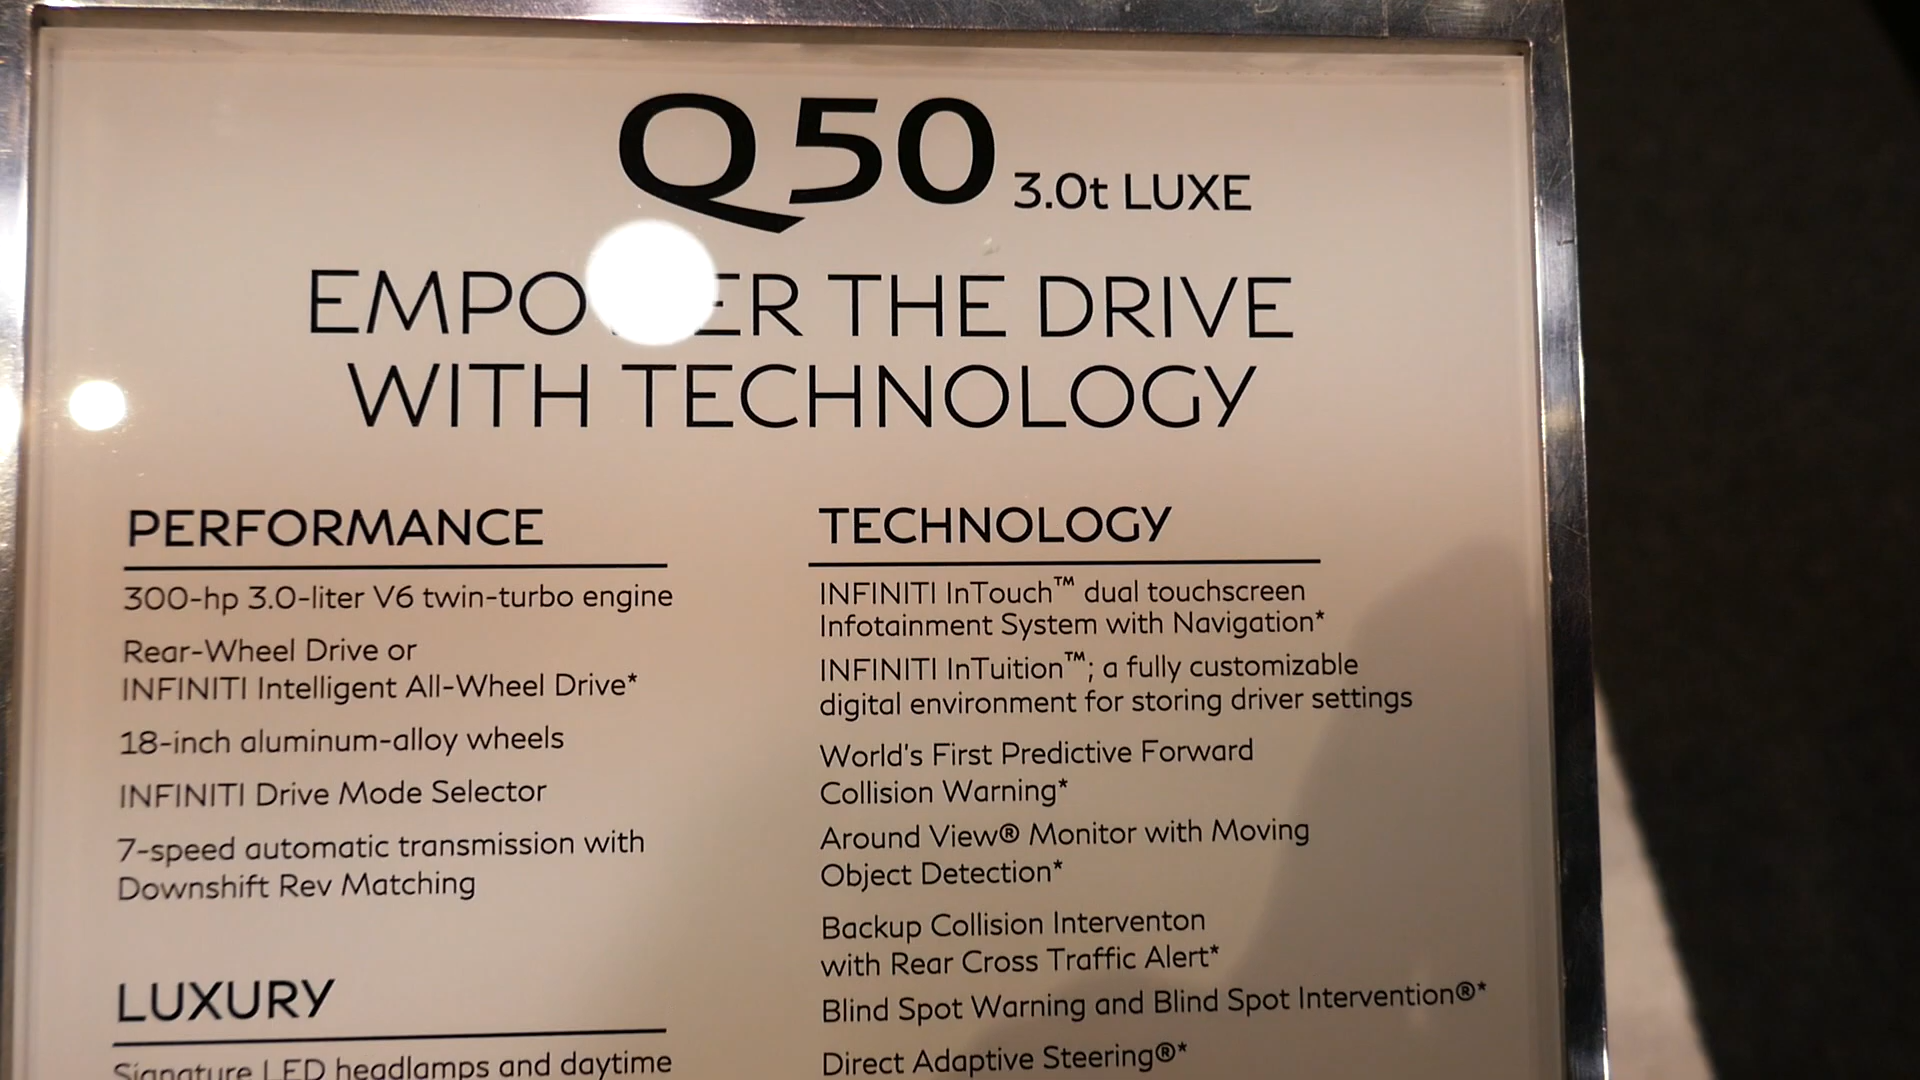 Q50 3.0t LUXE
THE DRIVE
WITH TECHNOLOGY
PERFORMANCE
300-hp 3.0-liter V6 twin-turbo engine
Rear-Wheel Drive or
INFINITI Intelligent All-Wheel Drive*
18-inch aluminum-alloy wheels
INFINITI Drive Mode Selector
7-speed automatic transmission with
Downshift Rev Matching
LUXURY
Signature LED headlamps and daytime
TECHNOLOGY
INFINITI InTouch™ dual touchscreen
Infotainment System with Navigation*
INFINITI InTuition™; a fully customizable
digital environment for storing driver settings
World's First Predictive Forward
Collision Warning*
Around View® Monitor with Moving
Object Detection*
Backup Collision Interventon
with Rear Cross Traffic Alert*
Blind Spot Warning and Blind Spot Intervention®*
Direct Adaptive Steering®*